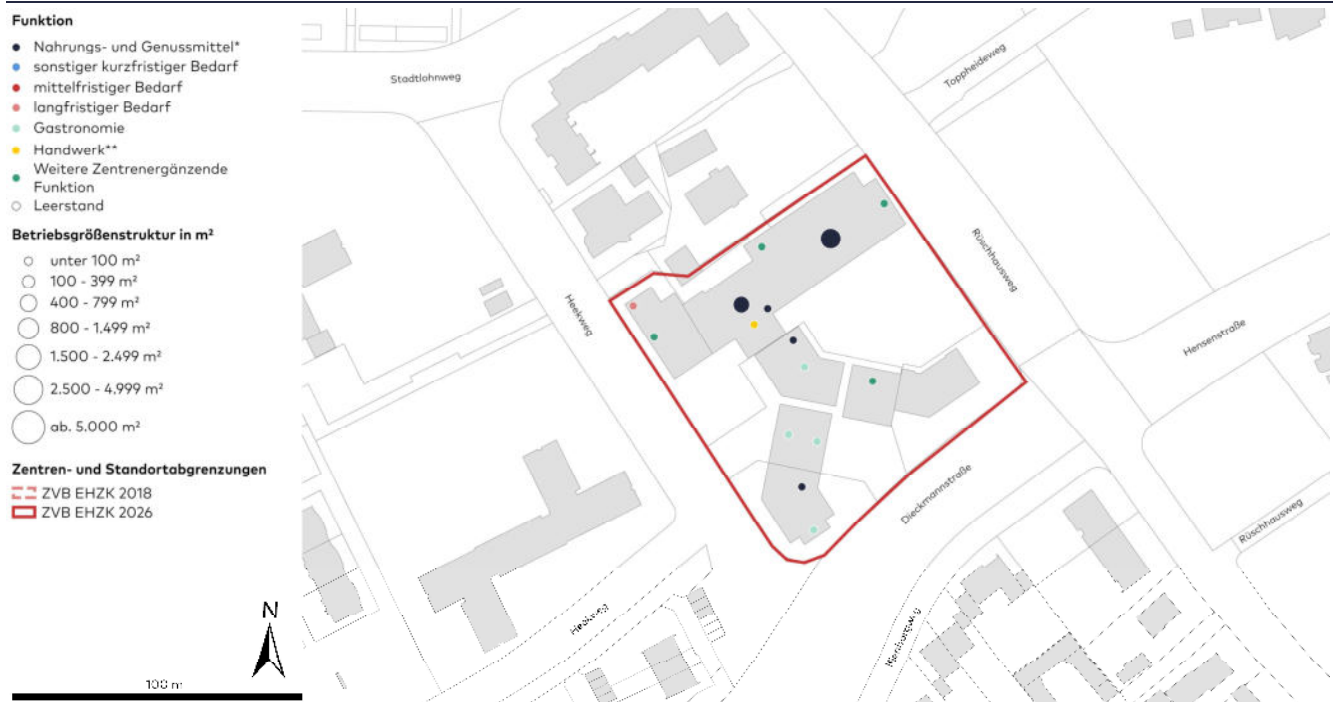 Funktion
Nahrungs- und Genussmittel*
sonstiger kurzfristiger Bedarf
mittelfristiger Bedarf
langfristiger Bedarf
Gastronomie
Handwerk**
Weitere Zentrenergänzende
Funktion
Leerstand
Betriebsgrößenstruktur in m²
unter 100 m²
100 - 399 m²
400 - 799 m²
800 - 1.499 m²
1.500 - 2.499 m²
2.500 - 4.999 m²
ab. 5.000 m²
Zentren- und Standortabgrenzungen
ZVB EHZK 2018
ZVB EHZK 2026
N
100 m
Stadtlohnweg
Toppheideweg
Rüschhausweg
Heekweg
Hensenstraße
Dieckmannstraße
Rüschhausweg
Heekweg